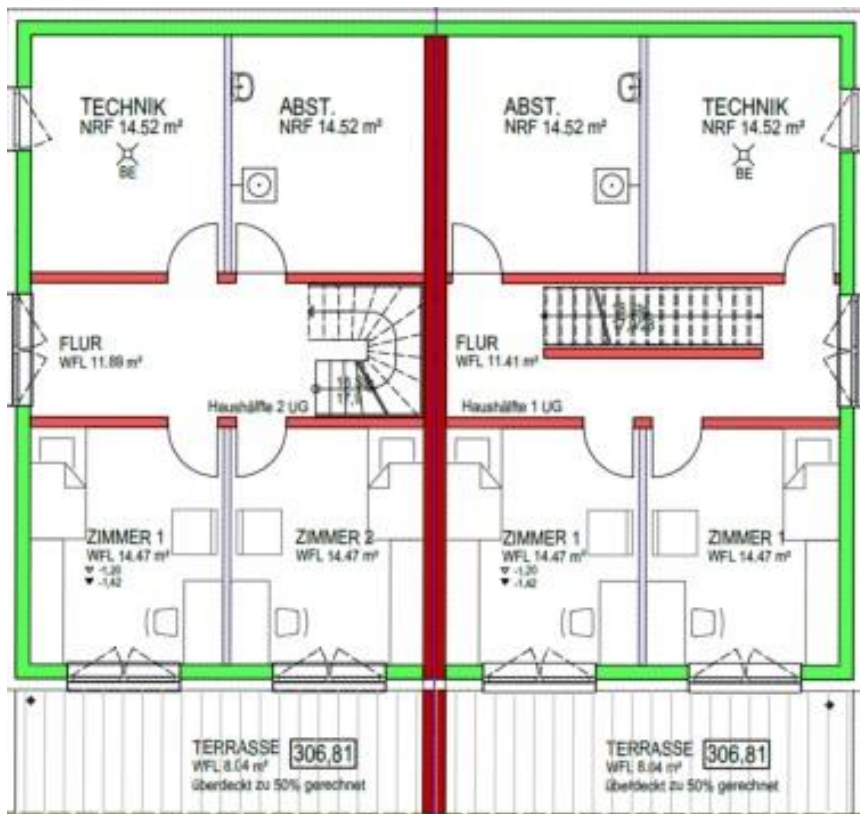 TECHNIK
NRF 14.52 m²
BE
ABST.
NRF 14.52 m²
ABST.
NRF 14.52 m²
TECHNIK
NRF 14.52 m²
BE
FLUR
WFL 11.89 m²
Haushälfte 2 UG
FLUR
WFL 11.41 m²
Haushälfte 1 UG
ZIMMER 1
WFL 14.47 m²
-1,20
-1,42
ZIMMER 2
WFL 14.47 m²
ZIMMER 1
WFL 14.47 m²
-1,20
-1,42
ZIMMER 1
WFL 14.47 m²
TERRASSE 306,81
WFL 8.04 m²
überdeckt zu 50% gerechnet
TERRASSE 306,81
WFL 8.04 m²
überdeckt zu 50% gerechnet